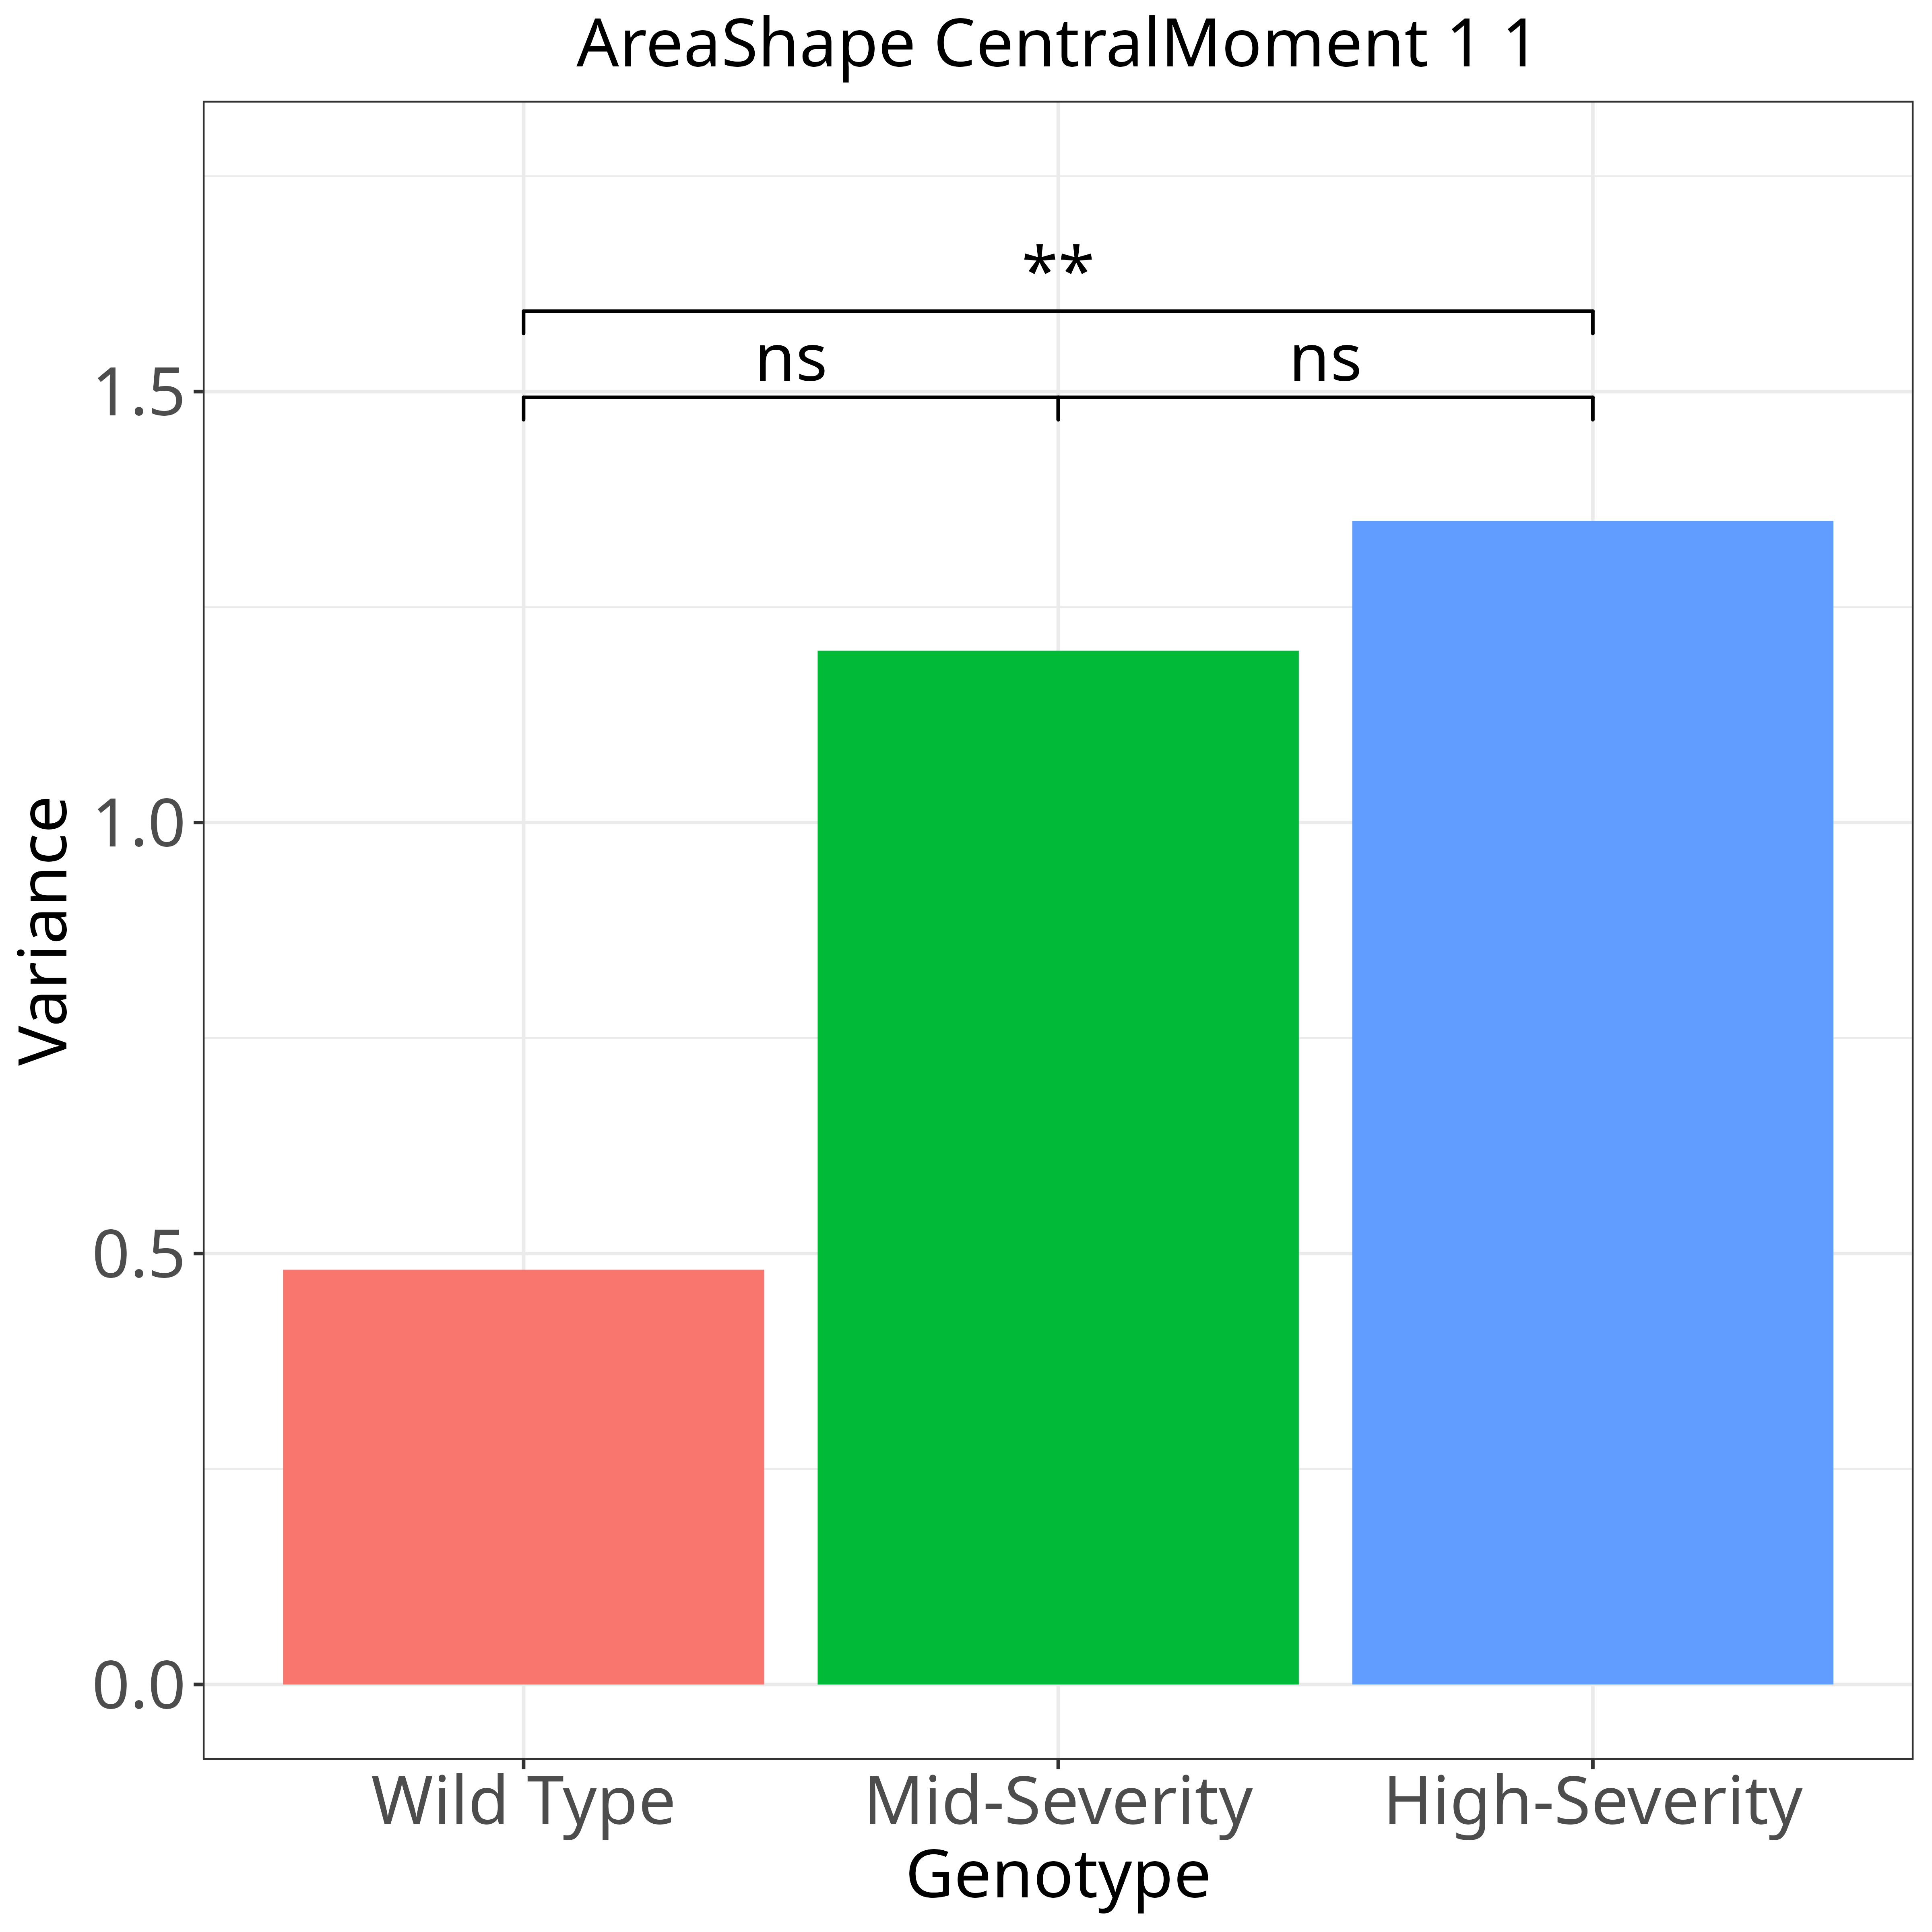 AreaShape CentralMoment 1 1
**
ns ns
1.5
1.0
0.5
0.0
Variance
Wild Type Mid-Severity High-Severity
Genotype